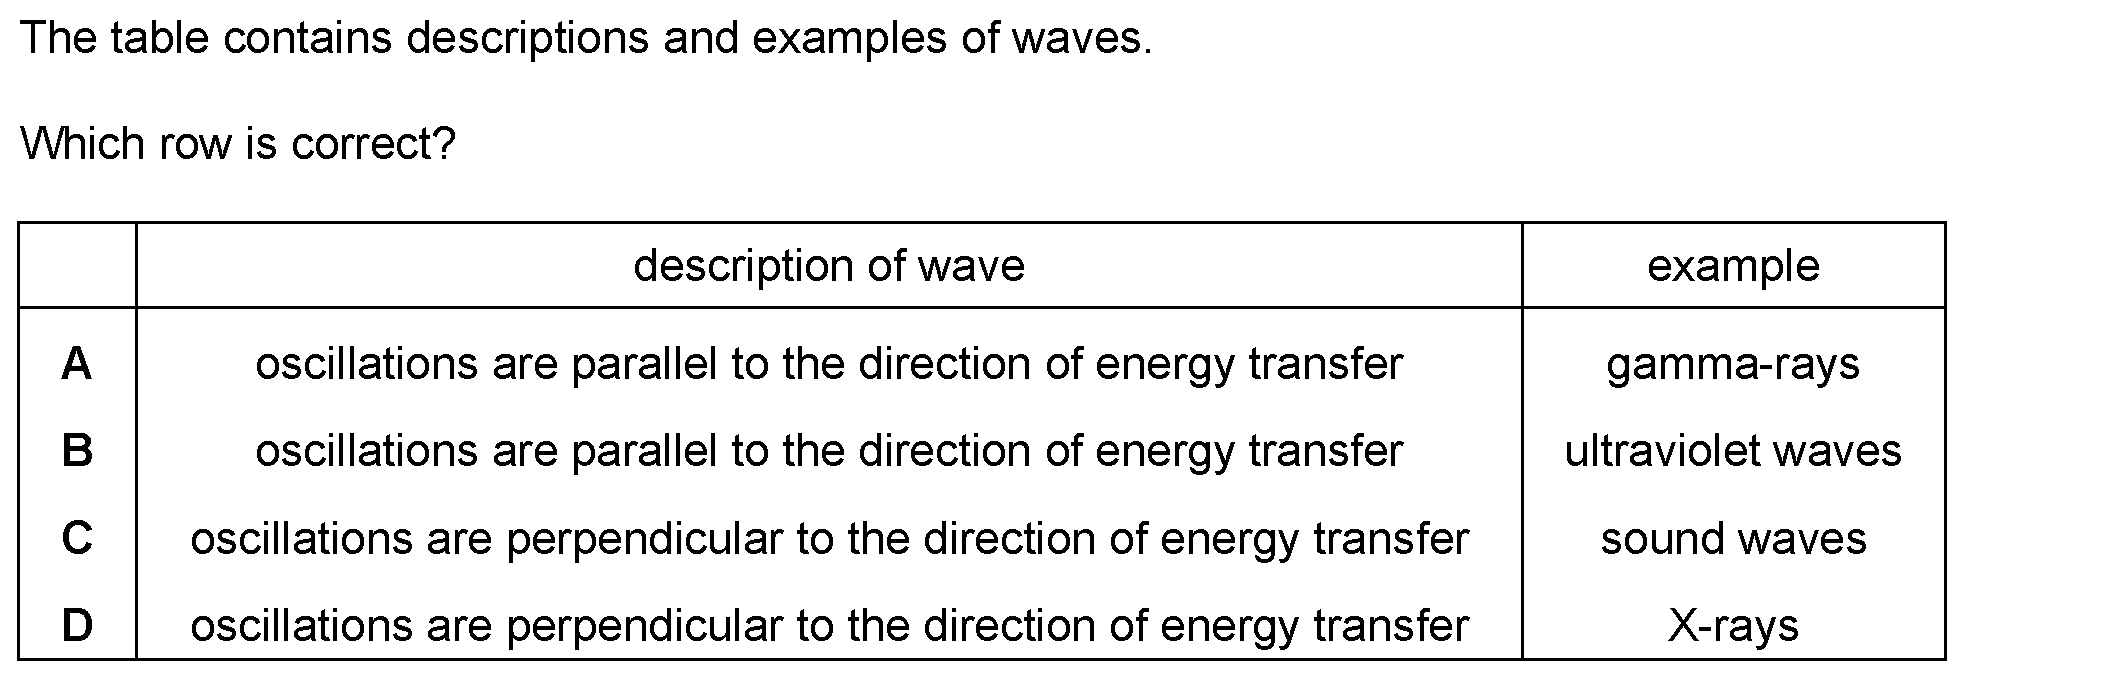 The table contains descriptions and examples of waves.
Which row is correct?
description of wave example
A oscillations are parallel to the direction of energy transfer gamma-rays
B oscillations are parallel to the direction of energy transfer ultraviolet waves
C oscillations are perpendicular to the direction of energy transfer sound waves
D oscillations are perpendicular to the direction of energy transfer X-rays